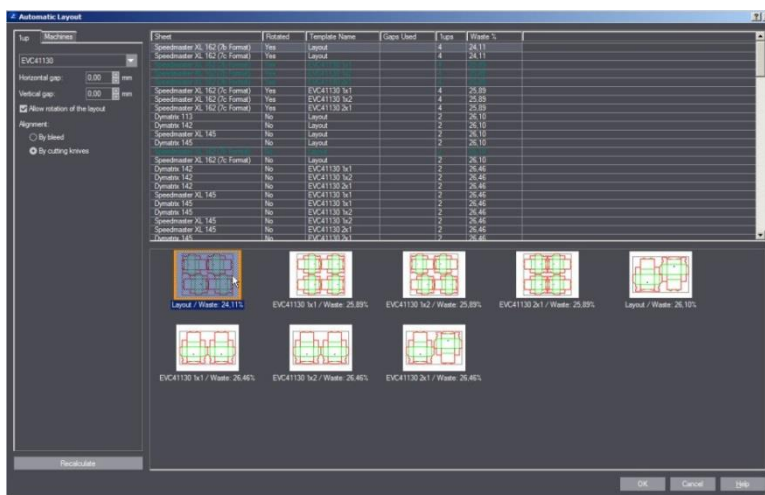 Automatic Layout
1up Machines
EVC41130
Horizontal gap: 0,00 mm
Vertical gap: 0,00 mm
Allow rotation of the layout
Alignment:
By bleed
By cutting knives
Recalculate
Sheet Rotated Template Name Gaps Used 1ups Waste %
Speedmaster XL 162 (7b Format) Yes Layout 4 24,11
Speedmaster XL 162 (7c Format) Yes Layout 4 24,11
Speedmaster XL 162 (7c Format) Yes EVC41130 1x1 4 25,89
Speedmaster XL 162 (7c Format) Yes EVC41130 1x2 4 25,89
Speedmaster XL 162 (7c Format) Yes EVC41130 2x1 4 25,89
Dymatrix 113 No Layout 2 26,10
Dymatrix 142 No Layout 2 26,10
Speedmaster XL 145 No Layout 2 26,10
Dymatrix 145 No Layout 2 26,10
Speedmaster XL 162 (7c Format) No Layout 2 26,10
Dymatrix 142 No EVC41130 1x1 2 26,46
Dymatrix 142 No EVC41130 1x2 2 26,46
Dymatrix 142 No EVC41130 2x1 2 26,46
Speedmaster XL 145 No EVC41130 1x1 2 26,46
Dymatrix 145 No EVC41130 1x1 2 26,46
Dymatrix 145 No EVC41130 1x2 2 26,46
Speedmaster XL 145 No EVC41130 1x2 2 26,46
Speedmaster XL 145 No EVC41130 2x1 2 26,46
Dymatrix 145 No EVC41130 2x1 2 26,46
Layout / Waste: 24,11%
EVC41130 1x1 / Waste: 25,89%
EVC41130 1x2 / Waste: 25,89%
EVC41130 2x1 / Waste: 25,89%
Layout / Waste: 26,10%
EVC41130 1x1 / Waste: 26,46%
EVC41130 1x2 / Waste: 26,46%
EVC41130 2x1 / Waste: 26,46%
OK Cancel Help